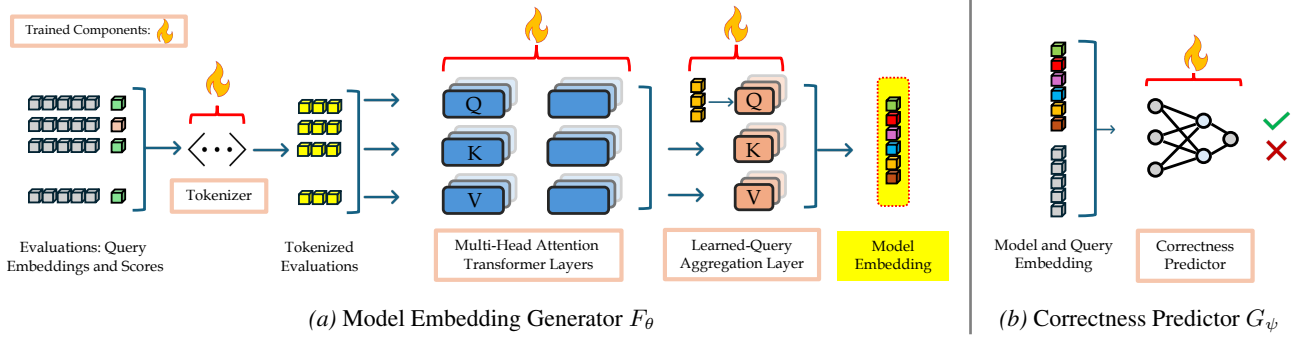 Trained Components:
Q
Q
K
K
V
V
Tokenizer
Evaluations: Query
Embeddings and Scores
Tokenized
Evaluations
Multi-Head Attention
Transformer Layers
Learned-Query
Aggregation Layer
Model
Embedding
(a) Model Embedding Generator Fθ
Model and Query
Embedding
Correctness
Predictor
(b) Correctness Predictor Gψ